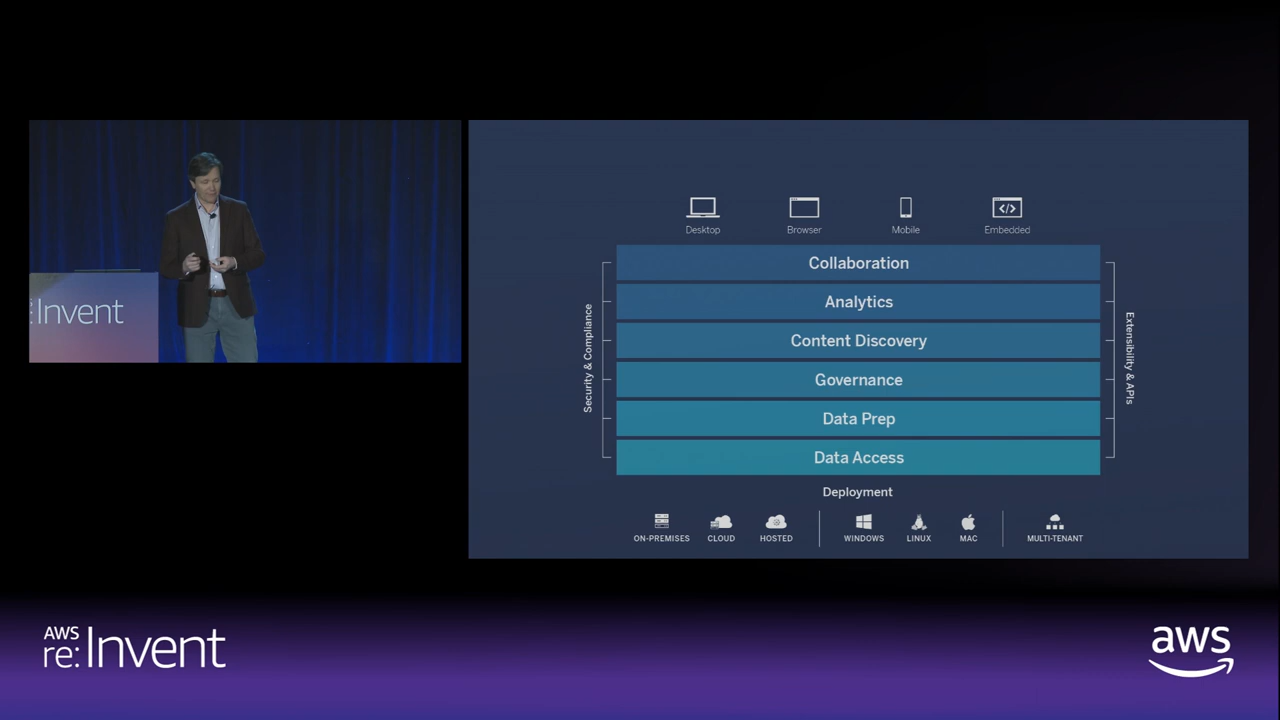 re:Invent
Desktop
Browser
Mobile
Embedded
Collaboration
Analytics
Content Discovery
Governance
Data Prep
Data Access
Security & Compliance
Extensibility & APIs
Deployment
ON-PREMISES
CLOUD
HOSTED
WINDOWS
LINUX
MAC
MULTI-TENANT
AWS
re:Invent
aws